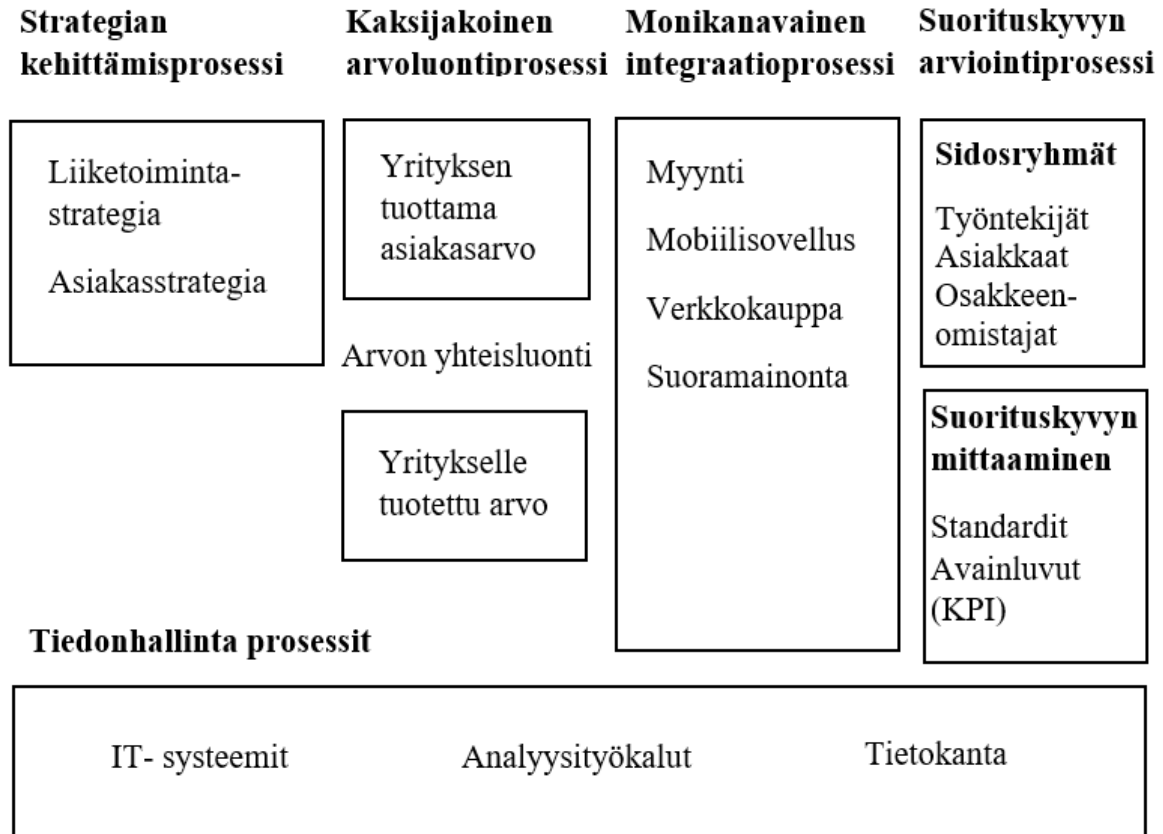 Strategian
kehittämisprosessi
Kaksijakoinen
arvoluontiprosessi
Monikanavainen
integraatioprosessi
Suorituskyvyn
arviointiprosessi
Liiketoiminta-
strategia
Asiakasstrategia
Yrityksen
tuottama
asiakasarvo
Arvon yhteisluonti
Yritykselle
tuotettu arvo
Myynti
Mobiilisovellus
Verkkokauppa
Suoramainonta
Sidosryhmät
Työntekijät
Asiakkaat
Osakkeen-
omistajat
Suorituskyvyn
mittaaminen
Standardit
Avainluvut
(KPI)
Tiedonhallinta prosessit
IT- systeemit
Analyysityökalut
Tietokanta